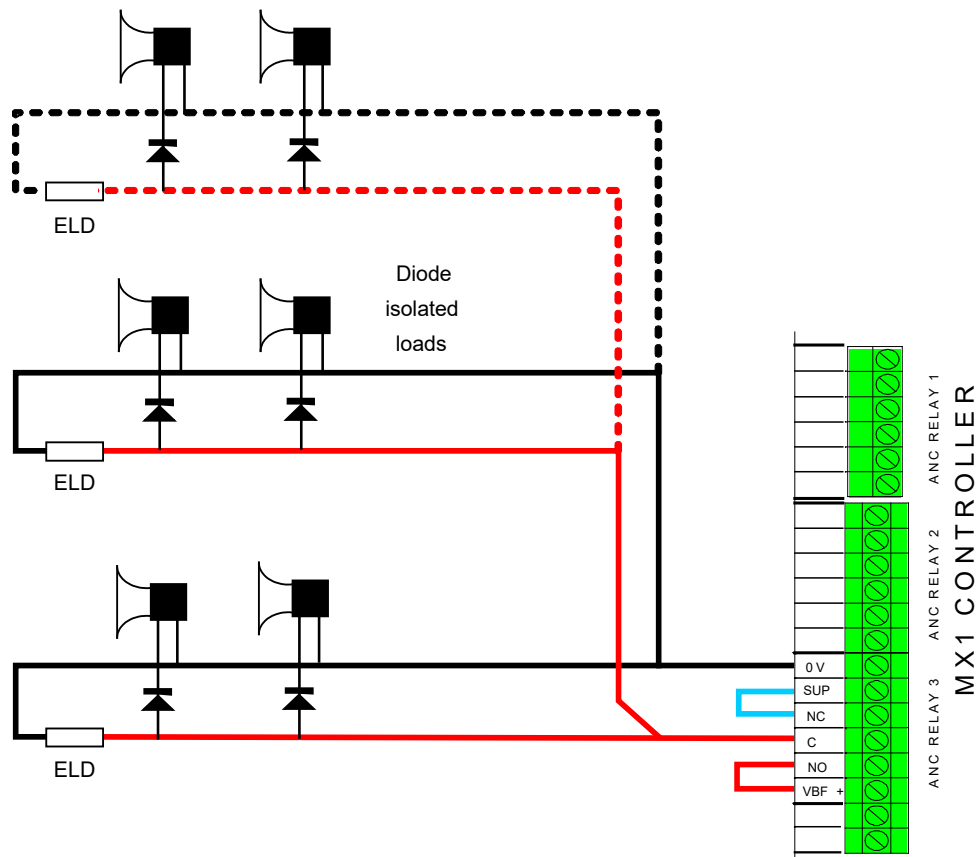 ELD
Diode
isolated
loads
ELD
ELD
ANC RELAY 1
ANC RELAY 2
ANC RELAY 3
MX1 CONTROLLER
0 V
SUP
NC
C
NO
VBF +